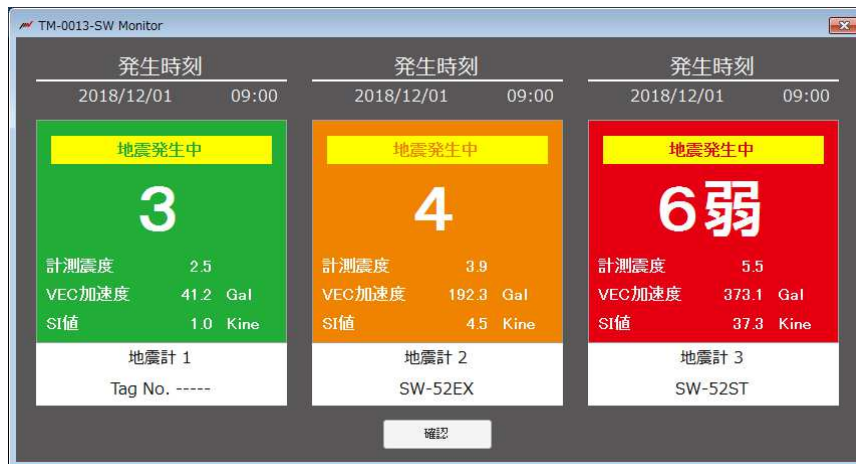 TM-0013-SW Monitor
発生時刻
2018/12/01 09:00
地震発生中
3
計測震度 2.5
VEC加速度 41.2 Gal
SI値 1.0 Kine
地震計 1
Tag No. -----
発生時刻
2018/12/01 09:00
地震発生中
4
計測震度 3.9
VEC加速度 192.3 Gal
SI値 4.5 Kine
地震計 2
SW-52EX
発生時刻
2018/12/01 09:00
地震発生中
6弱
計測震度 5.5
VEC加速度 373.1 Gal
SI値 37.3 Kine
地震計 3
SW-52ST
確認